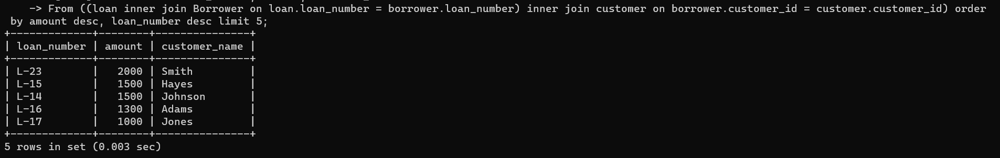 -> From ((loan inner join Borrower on loan.loan_number = borrower.loan_number) inner join customer on borrower.customer_id = customer.customer_id) order
 by amount desc, loan_number desc limit 5;
+-------------+--------+---------------+
| loan_number | amount | customer_name |
+-------------+--------+---------------+
| L-23        |   2000 | Smith         |
| L-15        |   1500 | Hayes         |
| L-14        |   1500 | Johnson       |
| L-16        |   1300 | Adams         |
| L-17        |   1000 | Jones         |
+-------------+--------+---------------+
5 rows in set (0.003 sec)